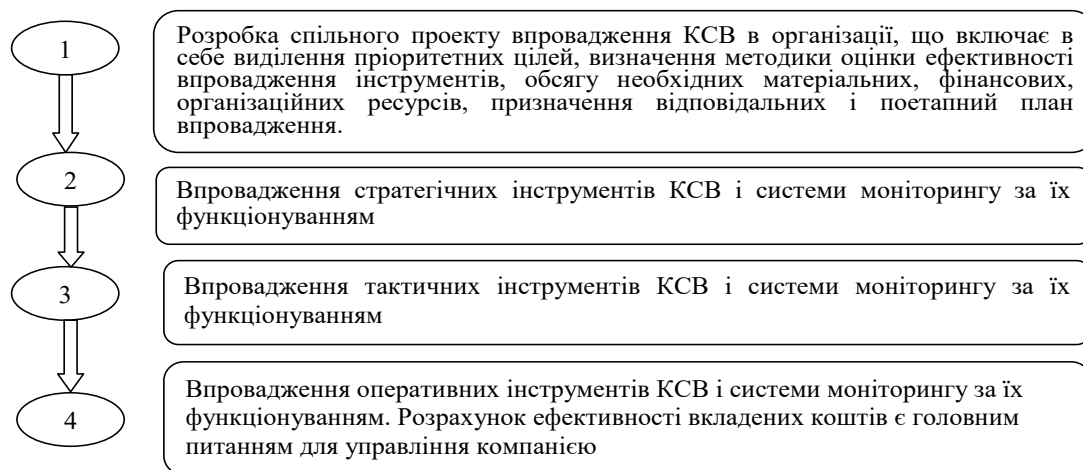 1
Розробка спільного проекту впровадження КСВ в організації, що включає в
себе виділення пріоритетних цілей, визначення методики оцінки ефективності
впровадження інструментів, обсягу необхідних матеріальних, фінансових,
організаційних ресурсів, призначення відповідальних і поетапний план
впровадження.
2
Впровадження стратегічних інструментів КСВ і системи моніторингу за їх
функціонуванням
3
Впровадження тактичних інструментів КСВ і системи моніторингу за їх
функціонуванням
4
Впровадження оперативних інструментів КСВ і системи моніторингу за їх
функціонуванням. Розрахунок ефективності вкладених коштів є головним
питанням для управління компанією